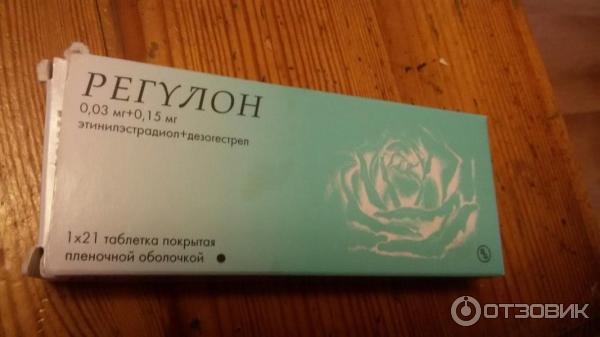 РЕГУЛОН
0,03 мг+0,15 мг
этинилэстрадиол+дезогестрел
1х21 таблетка покрытая
пленочной оболочкой
ОТЗОВИК